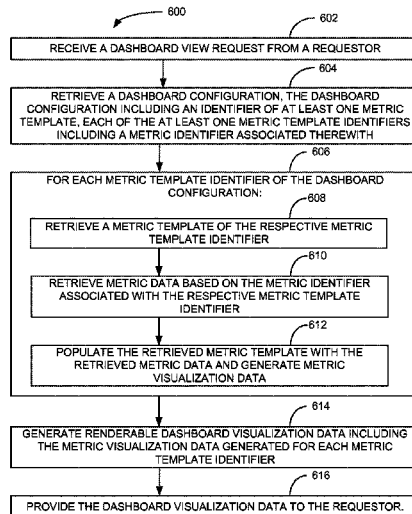 600
602
RECEIVE A DASHBOARD VIEW REQUEST FROM A REQUESTOR
604
RETRIEVE A DASHBOARD CONFIGURATION, THE DASHBOARD
CONFIGURATION INCLUDING AN IDENTIFIER OF AT LEAST ONE METRIC
TEMPLATE, EACH OF THE AT LEAST ONE METRIC TEMPLATE IDENTIFIERS
INCLUDING A METRIC IDENTIFIER ASSOCIATED THEREWITH
606
FOR EACH METRIC TEMPLATE IDENTIFIER OF THE DASHBOARD
CONFIGURATION:
608
RETRIEVE A METRIC TEMPLATE OF THE RESPECTIVE METRIC
TEMPLATE IDENTIFIER
610
RETRIEVE METRIC DATA BASED ON THE METRIC IDENTIFIER
ASSOCIATED WITH THE RESPECTIVE METRIC TEMPLATE
IDENTIFIER
612
POPULATE THE RETRIEVED METRIC TEMPLATE WITH THE
RETRIEVED METRIC DATA AND GENERATE METRIC
VISUALIZATION DATA
614
GENERATE RENDERABLE DASHBOARD VISUALIZATION DATA INCLUDING
THE METRIC VISUALIZATION DATA GENERATED FOR EACH METRIC
TEMPLATE IDENTIFIER
616
PROVIDE THE DASHBOARD VISUALIZATION DATA TO THE REQUESTOR.